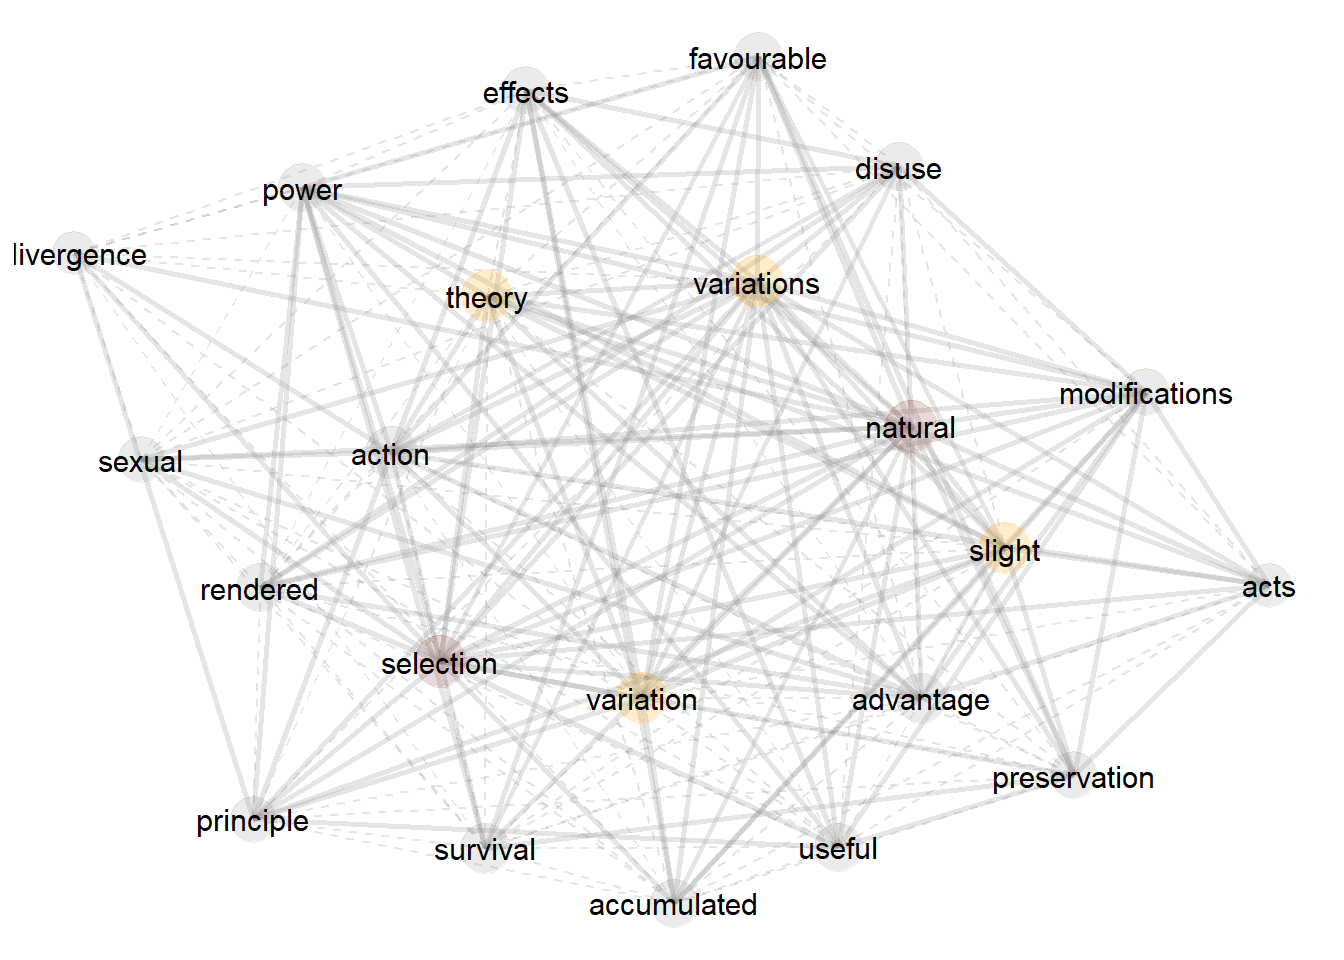 favourable
effects
disuse
power
livergence
theory
variations
modifications
natural
sexual
action
slight
rendered
acts
selection
variation
advantage
preservation
principle
survival
useful
accumulated